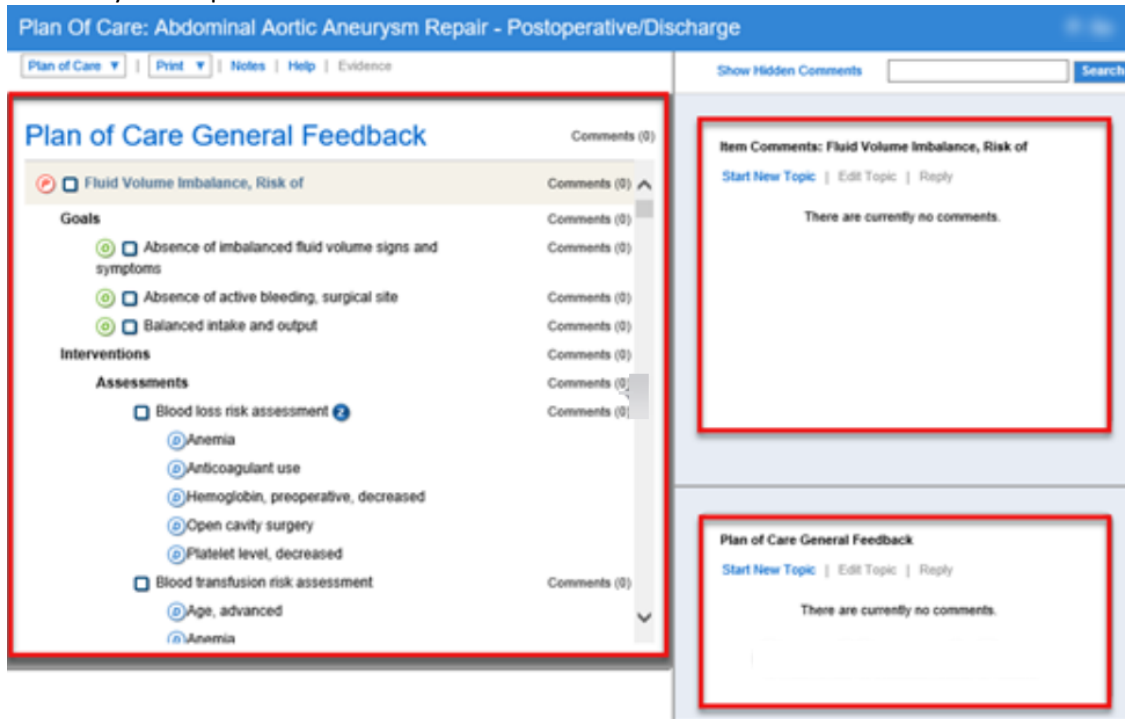 Plan Of Care: Abdominal Aortic Aneurysm Repair - Postoperative/Discharge
Plan of Care ▼ | Print ▼ | Notes | Help | Evidence
Show Hidden Comments Search
Plan of Care General Feedback Comments (0)
P Fluid Volume Imbalance, Risk of Comments (0)
Goals Comments (0)
O Absence of imbalanced fluid volume signs and Comments (0)
symptoms
O Absence of active bleeding, surgical site Comments (0)
O Balanced intake and output Comments (0)
Interventions Comments (0)
Assessments Comments (0)
Blood loss risk assessment 2 Comments (0)
D Anemia
D Anticoagulant use
D Hemoglobin, preoperative, decreased
D Open cavity surgery
D Platelet level, decreased
Blood transfusion risk assessment Comments (0)
D Age, advanced
D Anemia
Item Comments: Fluid Volume Imbalance, Risk of
Start New Topic | Edit Topic | Reply
There are currently no comments.
Plan of Care General Feedback
Start New Topic | Edit Topic | Reply
There are currently no comments.